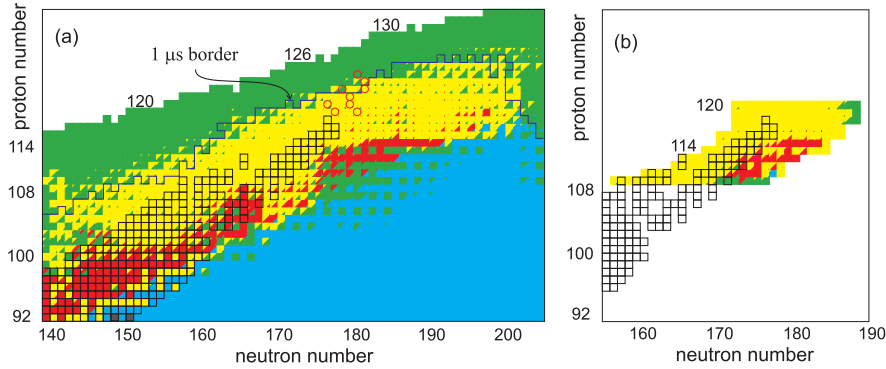 (a)
130
126
1 μs border
120
proton number
114
108
100
92
140 150 160 170 180 190 200
neutron number
(b)
120
114
proton number
108
100
92
160 170 180 190
neutron number